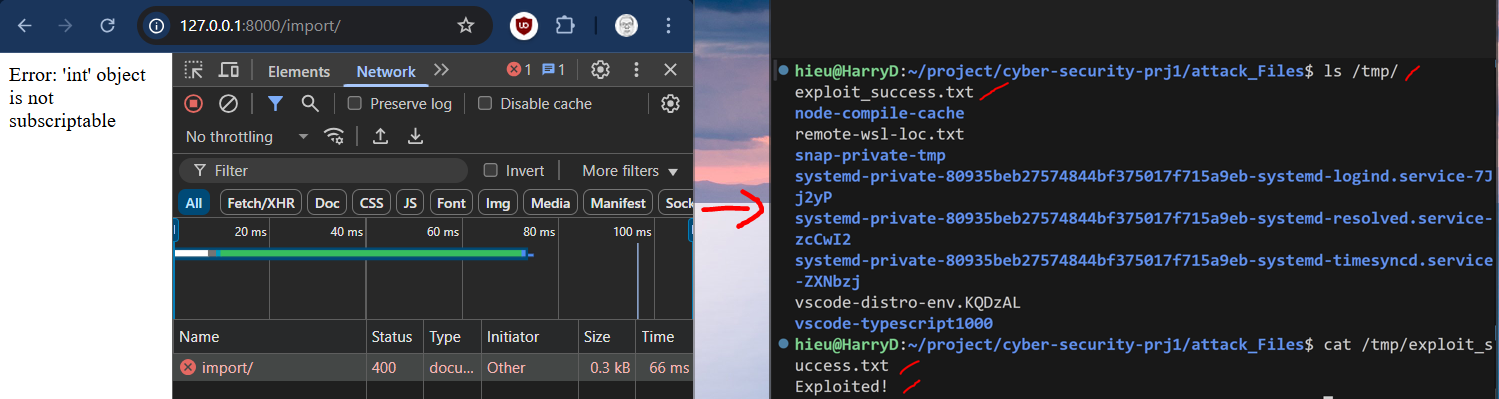 127.0.0.1:8000/import/
Error: 'int' object
is not
subscriptable
Elements
Network
1
1
Preserve log
Disable cache
No throttling
Filter
Invert
More filters
All
Fetch/XHR
Doc
CSS
JS
Font
Img
Media
Manifest
Sock
20 ms
40 ms
60 ms
80 ms
100 ms
Name
Status
Type
Initiator
Size
Time
import/
400
docu...
Other
0.3 kB
66 ms
hieu@HarryD:~/project/cyber-security-prj1/attack_Files$ ls /tmp/
exploit_success.txt
node-compile-cache
remote-wsl-loc.txt
snap-private-tmp
systemd-private-80935beb27574844bf375017f715a9eb-systemd-logind.service-7J
j2yP
systemd-private-80935beb27574844bf375017f715a9eb-systemd-resolved.service-
zcCwI2
systemd-private-80935beb27574844bf375017f715a9eb-systemd-timesyncd.service
-ZXNbzj
vscode-distro-env.KQDzAL
vscode-typescript1000
hieu@HarryD:~/project/cyber-security-prj1/attack_Files$ cat /tmp/exploit_s
uccess.txt
Exploited!